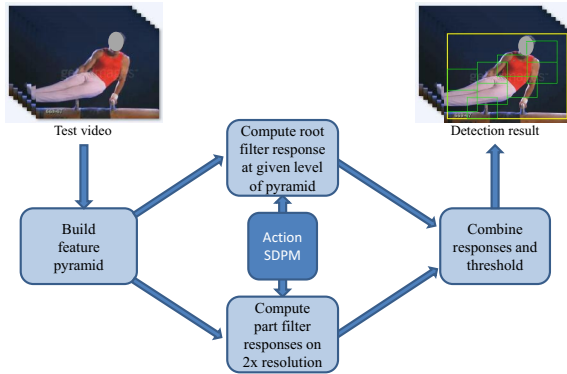 Test video
Detection result
Compute root
filter response
at given level
of pyramid
Build
feature
pyramid
Action
SDPM
Combine
responses and
threshold
Compute
part filter
responses on
2x resolution